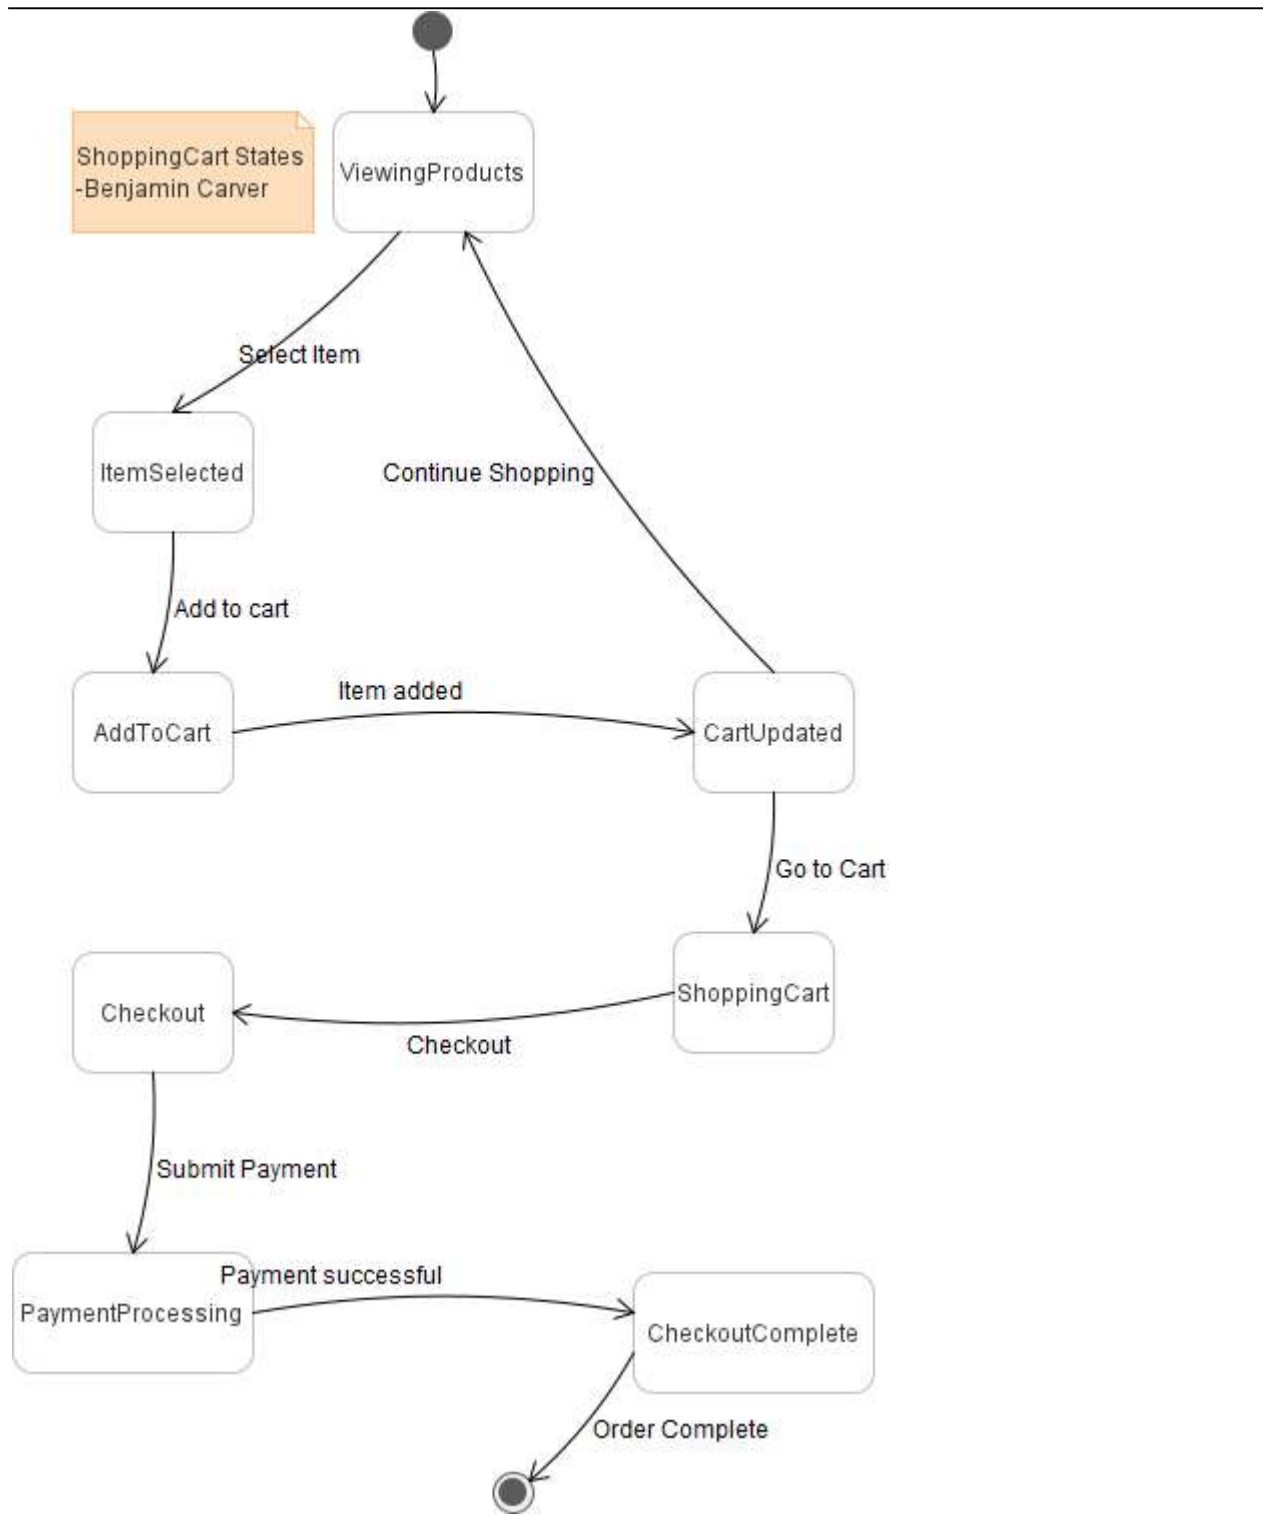 ShoppingCart States
-Benjamin Carver
ViewingProducts
Select Item
ItemSelected
Continue Shopping
Add to cart
Item added
AddToCart
CartUpdated
Go to Cart
ShoppingCart
Checkout
Checkout
Submit Payment
Payment successful
PaymentProcessing
CheckoutComplete
Order Complete